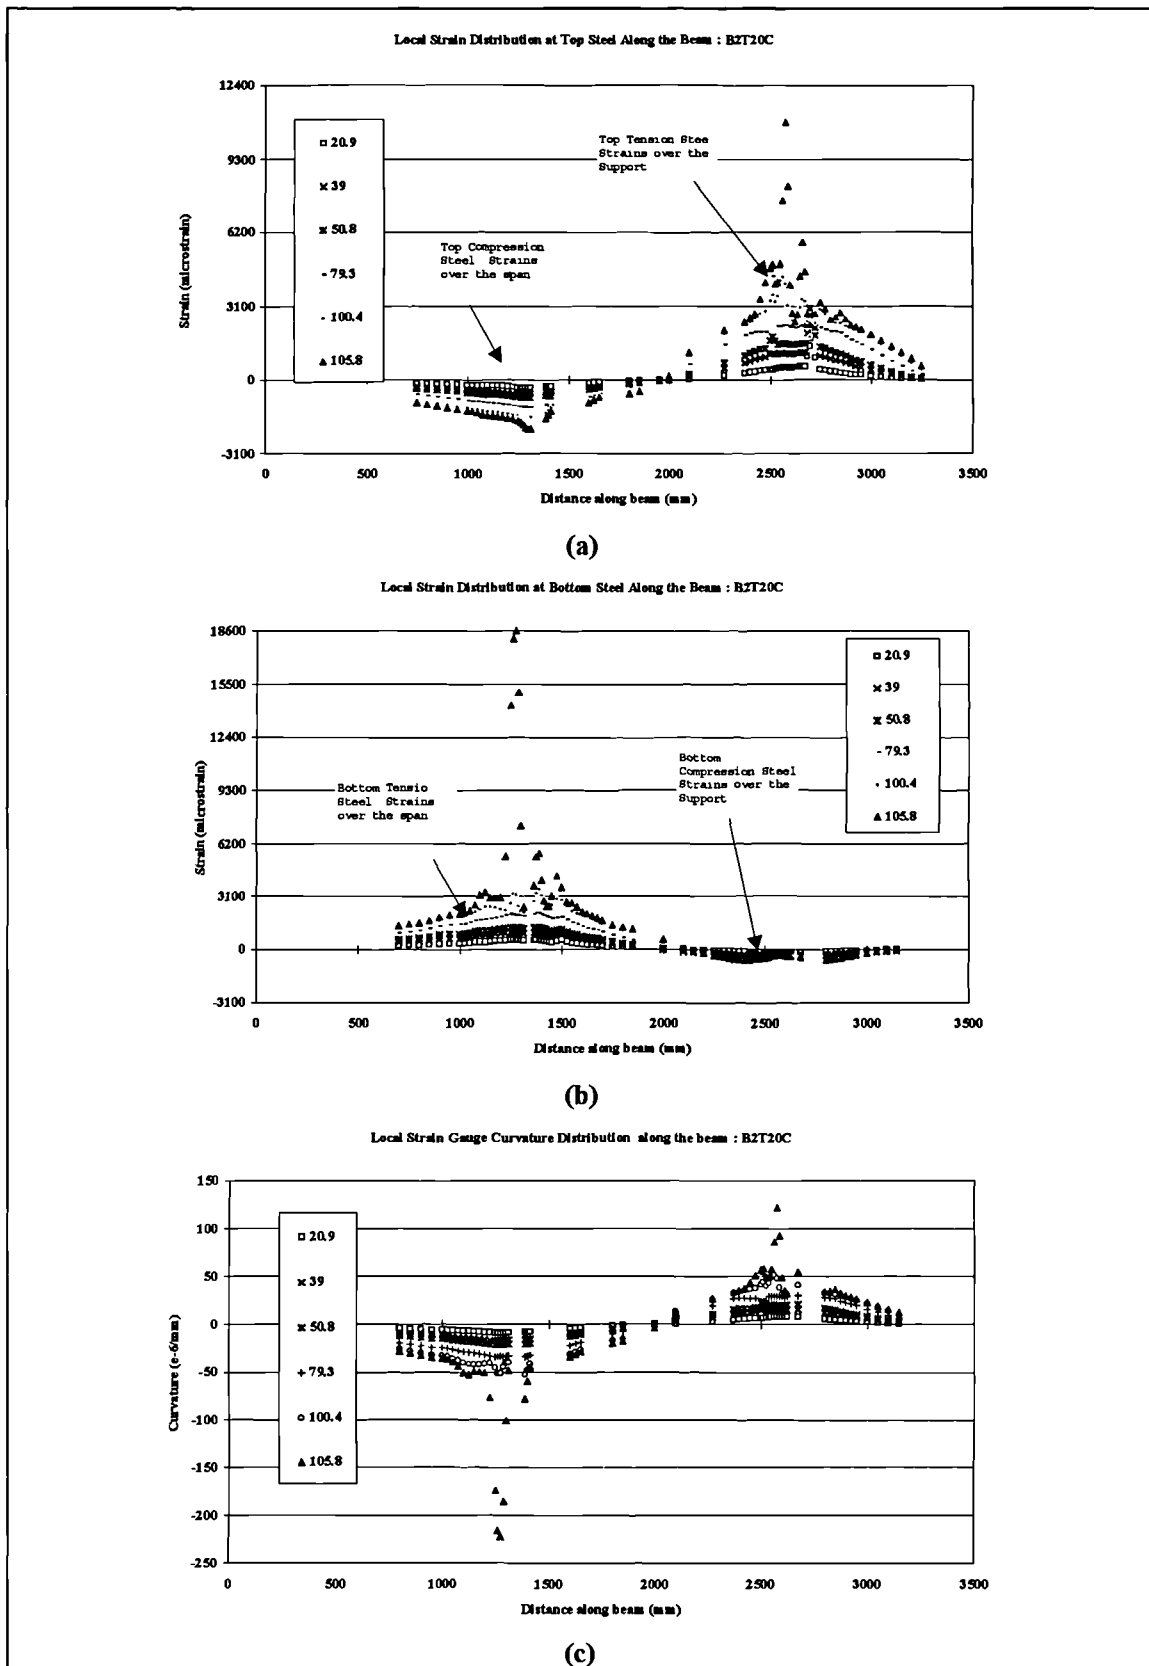 Local Strain Distribution at Top Steel Along the Beam : B2T20C
12400
9300
6200
3100
0
-3100
Strain (microstrain)
20.9
39
50.8
79.3
100.4
105.8
Top Tension Stee
Strains over the
Support
Top Compression
Steel Strains
over the span
0 500 1000 1500 2000 2500 3000 3500
Distance along beam (mm)
(a)
Local Strain Distribution at Bottom Steel Along the Beam : B2T20C
18600
15500
12400
9300
6200
3100
0
-3100
Strain (microstrain)
20.9
39
50.8
79.3
100.4
105.8
Bottom Tensio
Steel Strains
over the span
Bottom
Compression Steel
Strains over the
Support
0 500 1000 1500 2000 2500 3000 3500
Distance along beam (mm)
(b)
Local Strain Gauge Curvature Distribution along the beam : B2T20C
150
100
50
0
-50
-100
-150
-200
-250
Curvature (e-6/mm)
20.9
39
50.8
79.3
100.4
105.8
0 500 1000 1500 2000 2500 3000 3500
Distance along beam (mm)
(c)